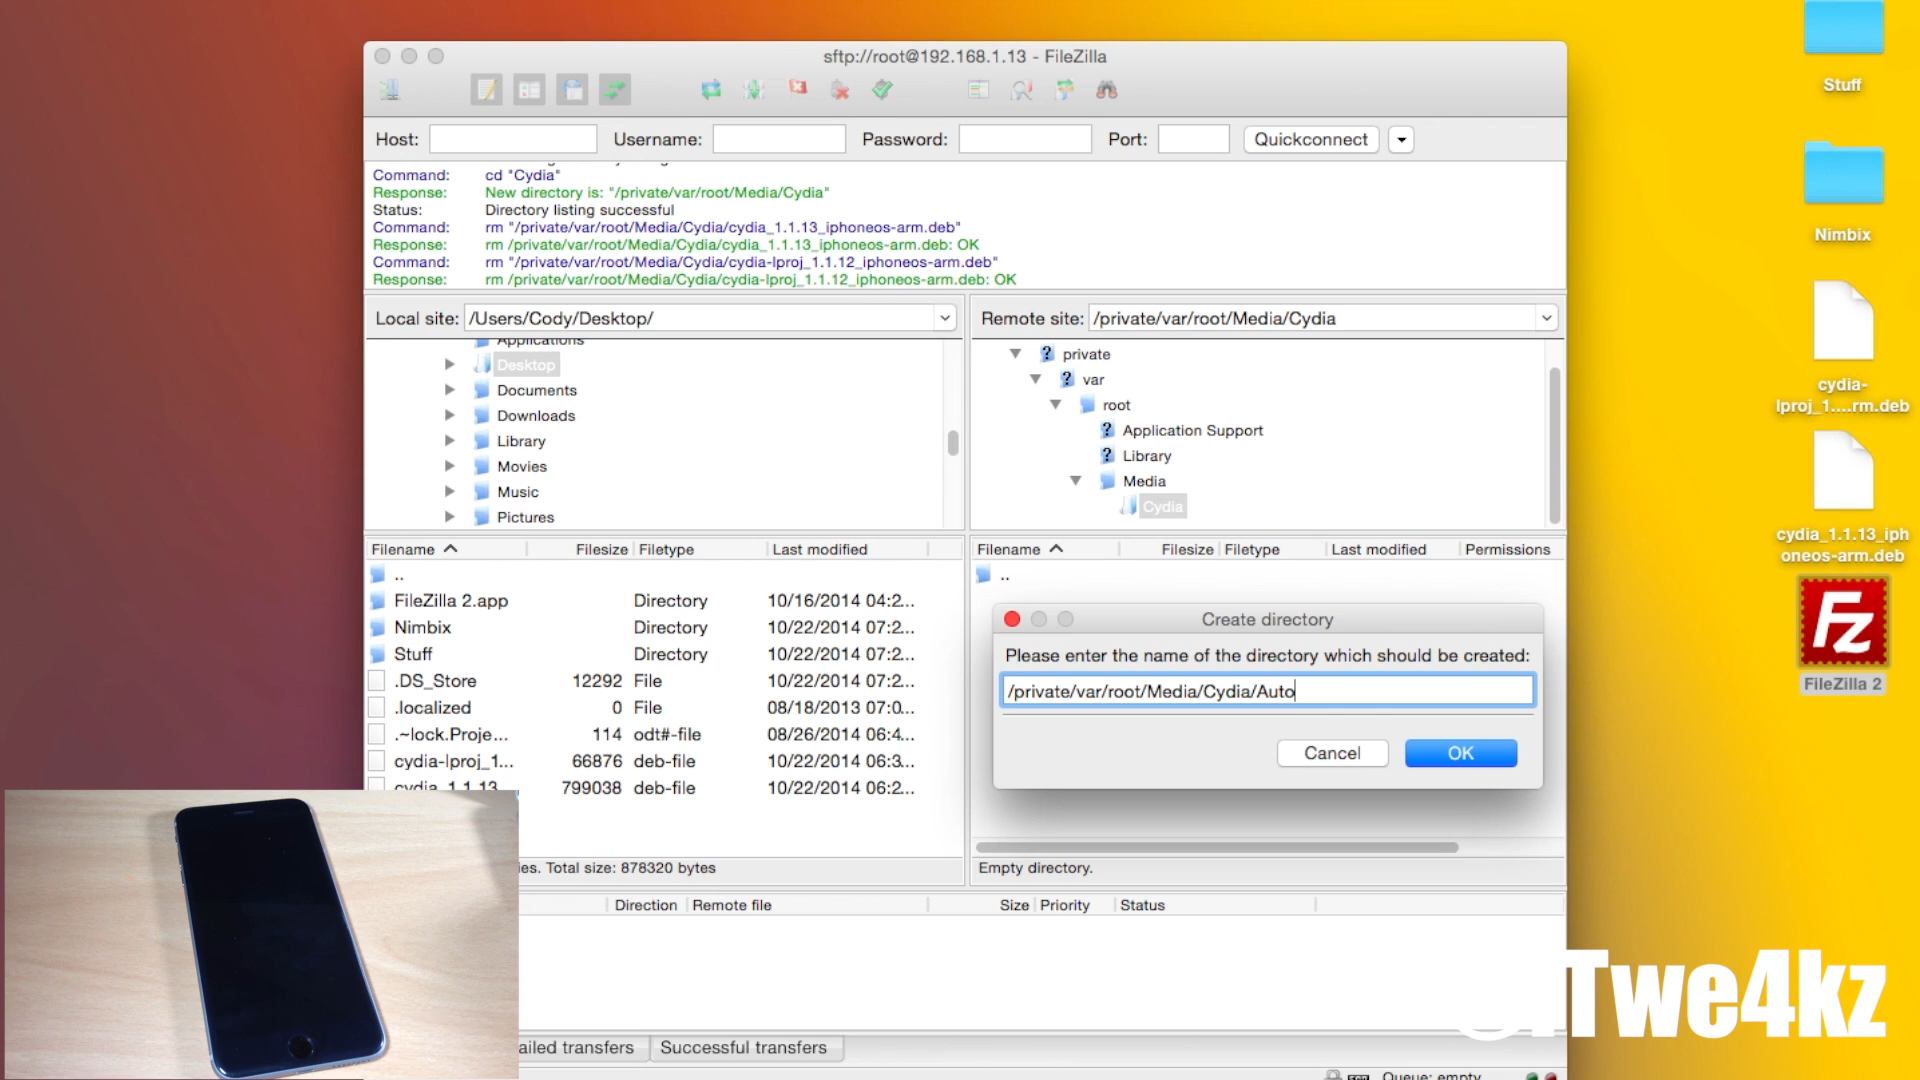 sftp://root@192.168.1.13 - FileZilla
Host: Username: Password: Port: Quickconnect
Command: cd "Cydia"
Response: New directory is: "/private/var/root/Media/Cydia"
Status: Directory listing successful
Command: rm "/private/var/root/Media/Cydia/cydia_1.1.13_iphoneos-arm.deb"
Response: rm /private/var/root/Media/Cydia/cydia_1.1.13_iphoneos-arm.deb: OK
Command: rm "/private/var/root/Media/Cydia/cydia-lproj_1.1.12_iphoneos-arm.deb"
Response: rm /private/var/root/Media/Cydia/cydia-lproj_1.1.12_iphoneos-arm.deb: OK
Local site: /Users/Cody/Desktop/
Applications
Desktop
Documents
Downloads
Library
Movies
Music
Pictures
Remote site: /private/var/root/Media/Cydia
private
var
root
Application Support
Library
Media
Cydia
Filename Filesize Filetype Last modified
..
FileZilla 2.app Directory 10/16/2014 04:2...
Nimbix Directory 10/22/2014 07:2...
Stuff Directory 10/22/2014 07:2...
.DS_Store 12292 File 10/22/2014 07:2...
.localized 0 File 08/18/2013 07:0...
.~lock.Proje... 114 odt#-file 08/26/2014 06:4...
cydia-lproj_1... 66876 deb-file 10/22/2014 06:3...
cydia_1.1.13_ 799038 deb-file 10/22/2014 06:2...
Total size: 878320 bytes
Filename Filesize Filetype Last modified Permissions
..
Create directory
Please enter the name of the directory which should be created:
/private/var/root/Media/Cydia/Auto
Cancel OK
Empty directory.
Direction Remote file Size Priority Status
transfers Successful transfers
Queue: empty
Stuff
Nimbix
cydia-
lproj_1....rm.deb
cydia_1.1.13_iph
oneos-arm.deb
Fz
FileZilla 2
Twe4kz